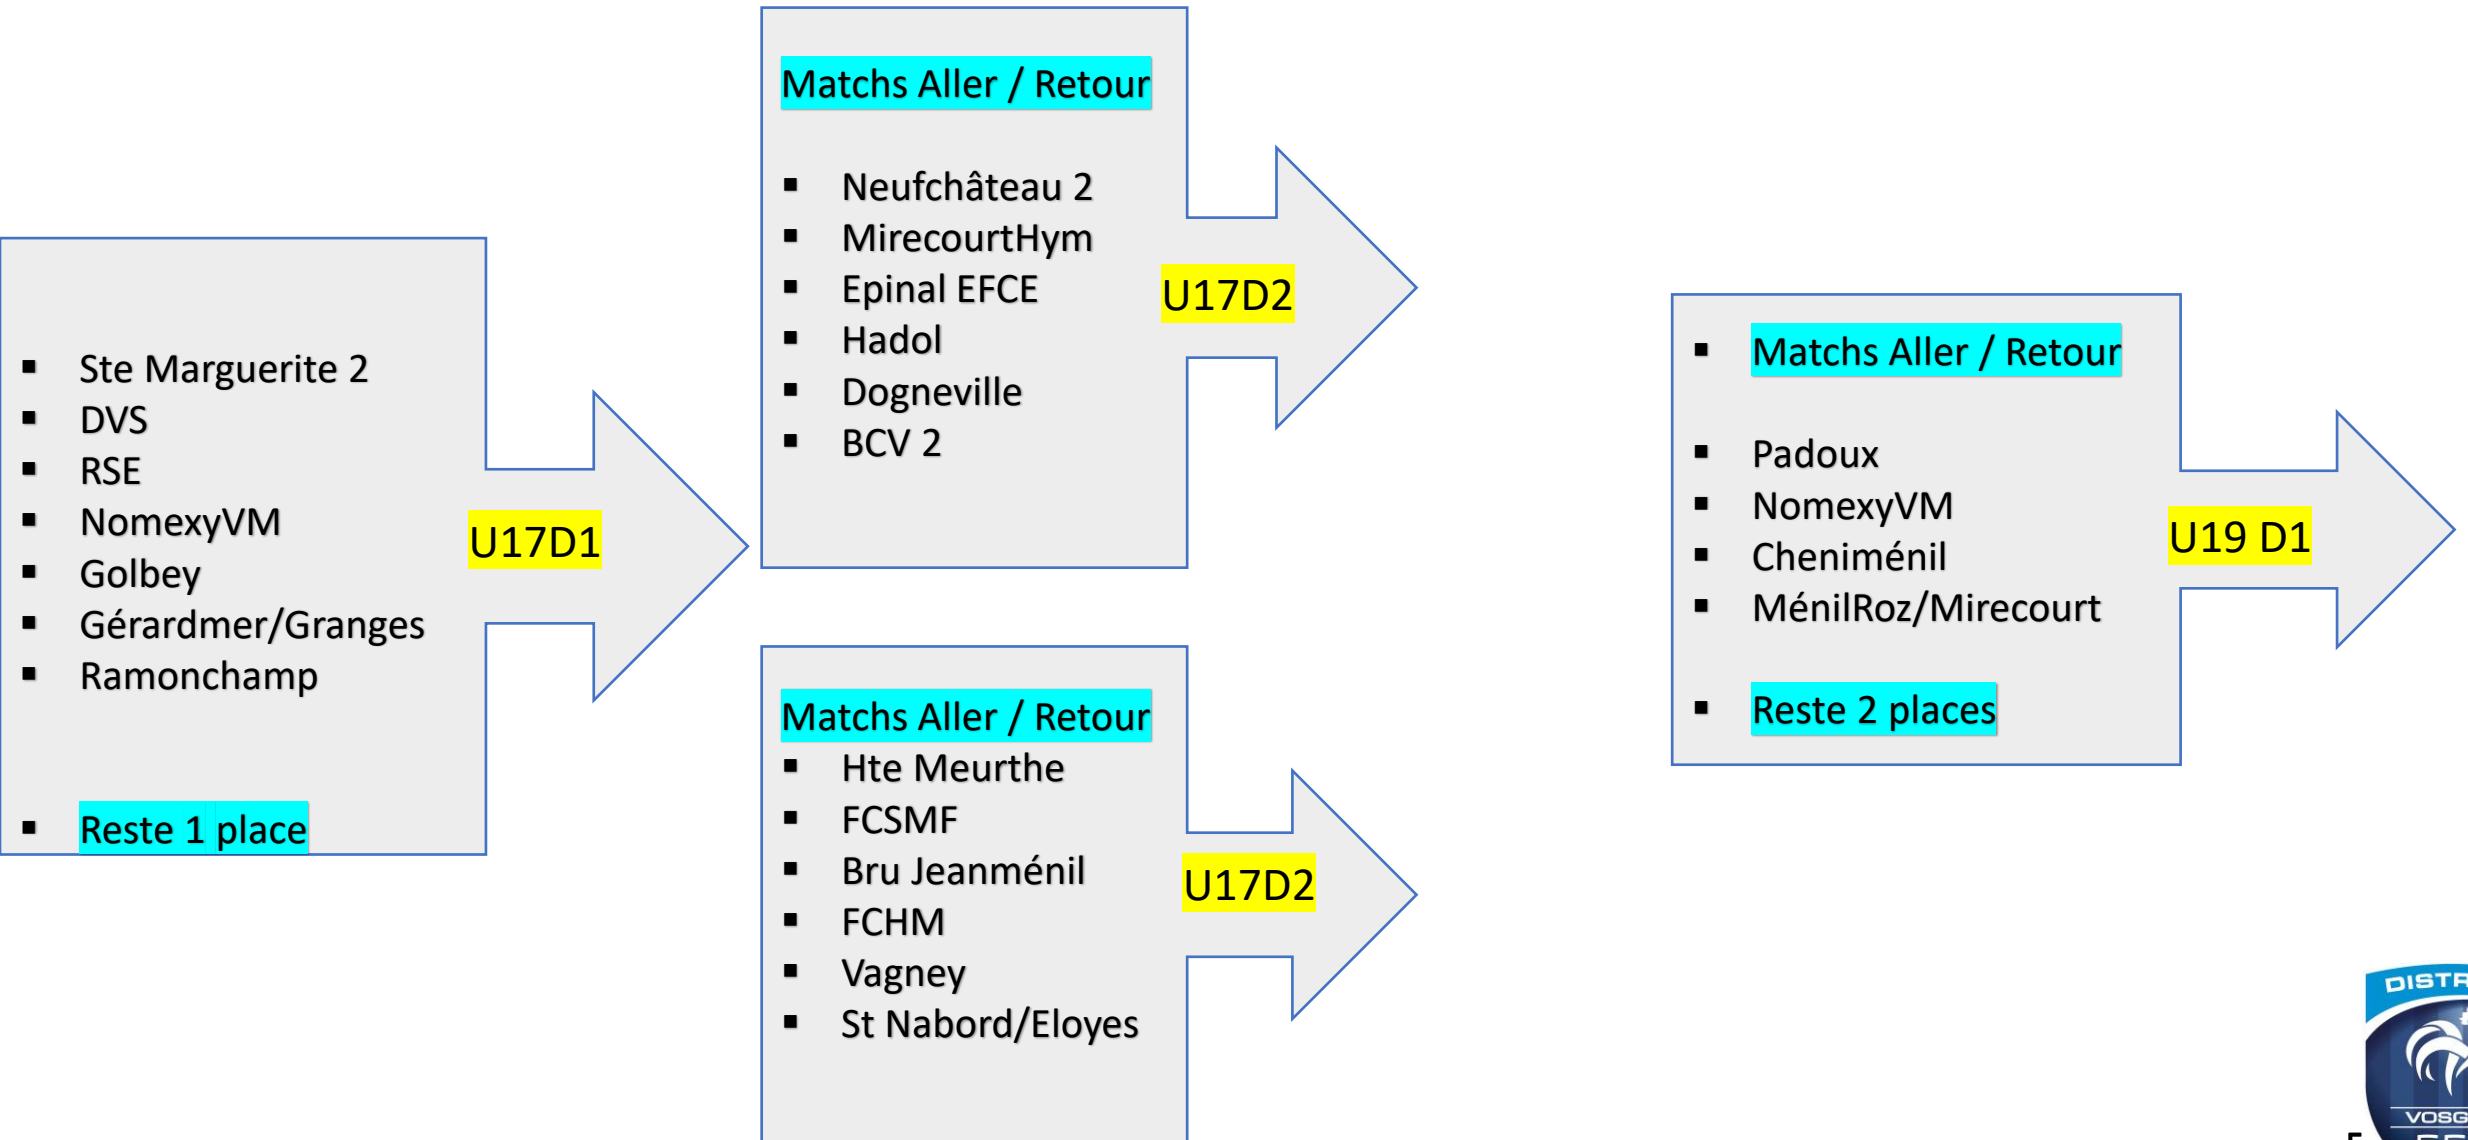 Ste Marguerite 2
DVS
RSE
NomexyVM
Golbey
Gérardmer/Granges
Ramonchamp
Reste 1 place
U17D1
Matchs Aller / Retour
Neufchâteau 2
MirecourtHym
Epinal EFCE
Hadol
Dogneville
BCV 2
U17D2
Matchs Aller / Retour
Hte Meurthe
FCSMF
Bru Jeanménil
FCHM
Vagney
St Nabord/Eloyes
U17D2
Matchs Aller / Retour
Padoux
NomexyVM
Cheniménil
MénilRoz/Mirecourt
Reste 2 places
U19 D1